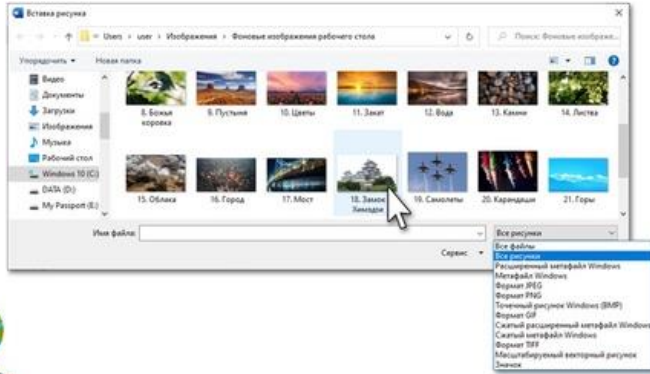 Вставка рисунка
Users › user › Изображения › Фоновые изображения рабочего стола
Поиск: Фоновые изображе...
Упорядочить
Новая папка
Видео
Документы
Загрузки
Изображения
Музыка
Рабочий стол
Windows 10 (C:)
DATA (D:)
My Passport (E:)
8. Божья коровка
9. Пустыня
10. Цветы
11. Закат
12. Вода
13. Камни
14. Листва
15. Облака
16. Город
17. Мост
18. Замок
19. Самолеты
20. Карандаши
21. Горы
Имя файла:
Все рисунки
Сервис
Все файлы
Все рисунки
Расширенный метафайл Windows
Метафайл Windows
Формат JPEG
Формат PNG
Точечный рисунок Windows (BMP)
Формат GIF
Сжатый расширенный метафайл Windows
Сжатый метафайл Windows
Формат TIFF
Масштабируемый векторный рисунок
Значок